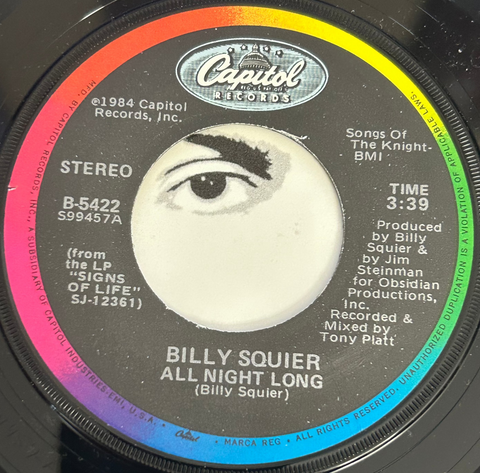 Capitol
RECORDS
℗1984 Capitol
Records, Inc.
STEREO
B-5422
S99457A
(from
the LP
"SIGNS
OF LIFE"
SJ-12361)
Songs Of
The Knight-
BMI
TIME
3:39
Produced
by Billy
Squier &
by Jim
Steinman
for Obsidian
Productions,
Inc.
Recorded &
Mixed by
Tony Platt
BILLY SQUIER
ALL NIGHT LONG
(Billy Squier)
MFD. BY CAPITOL RECORDS, INC., A SUBSIDIARY OF CAPITOL INDUSTRIES-EMI, INC. U.S.A. • Capitol • MARCA REG. • ALL RIGHTS RESERVED. UNAUTHORIZED DUPLICATION IS A VIOLATION OF APPLICABLE LAWS.